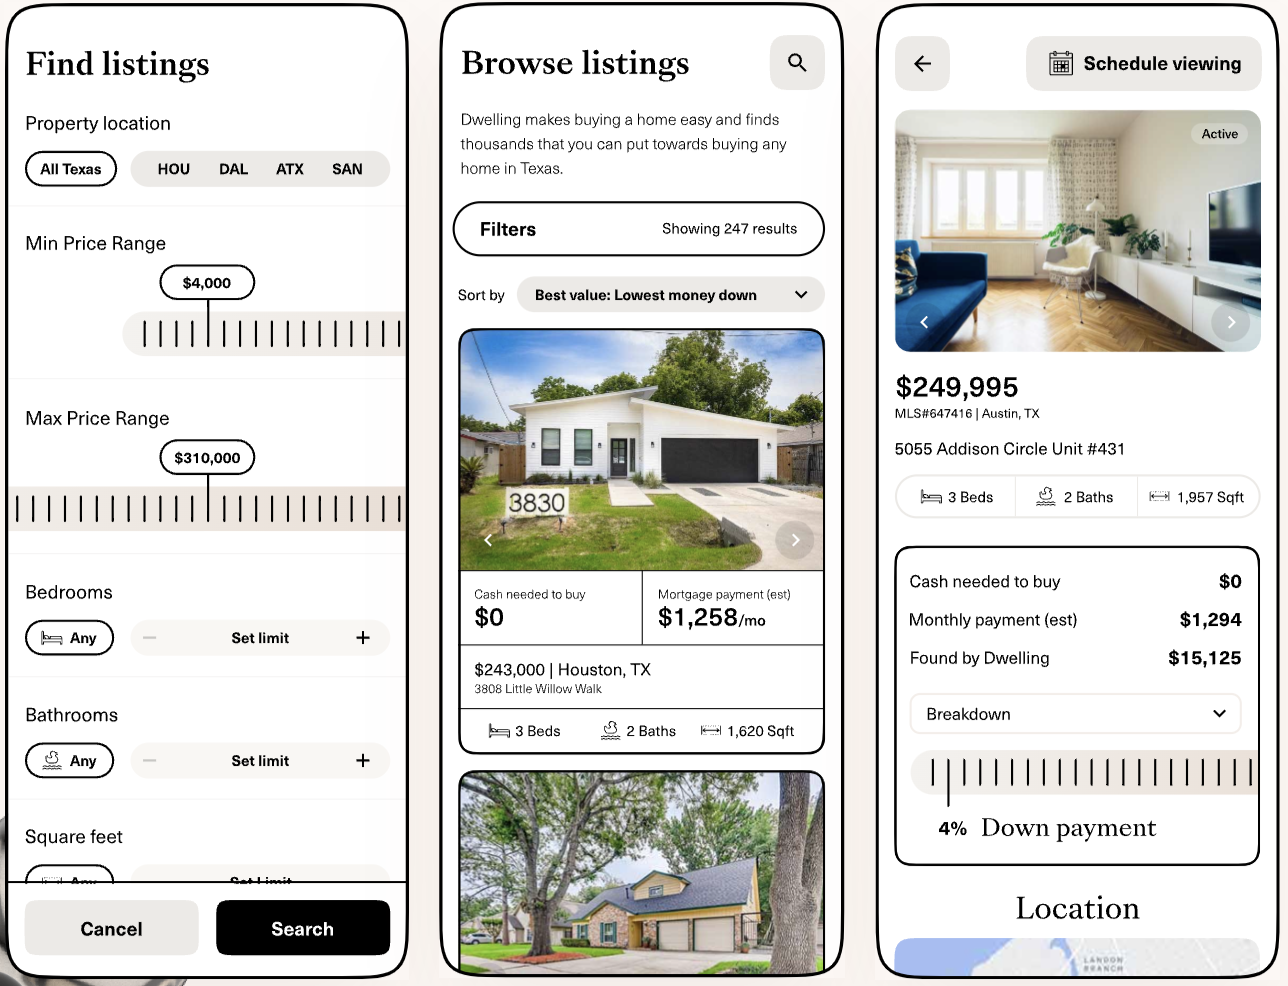 Find listings
Property location
All Texas HOU DAL ATX SAN
Min Price Range
$4,000
Max Price Range
$310,000
Bedrooms
Any Set limit
Bathrooms
Any Set limit
Square feet
Any Set Limit
Cancel Search
Browse listings
Dwelling makes buying a home easy and finds
thousands that you can put towards buying any
home in Texas.
Filters Showing 247 results
Sort by Best value: Lowest money down
3830
Cash needed to buy Mortgage payment (est)
$0 $1,258/mo
$243,000 | Houston, TX
3808 Little Willow Walk
3 Beds 2 Baths 1,620 Sqft
Schedule viewing
Active
$249,995
MLS#647416 | Austin, TX
5055 Addison Circle Unit #431
3 Beds 2 Baths 1,957 Sqft
Cash needed to buy $0
Monthly payment (est) $1,294
Found by Dwelling $15,125
Breakdown
4% Down payment
Location
LANDON
BRANCH